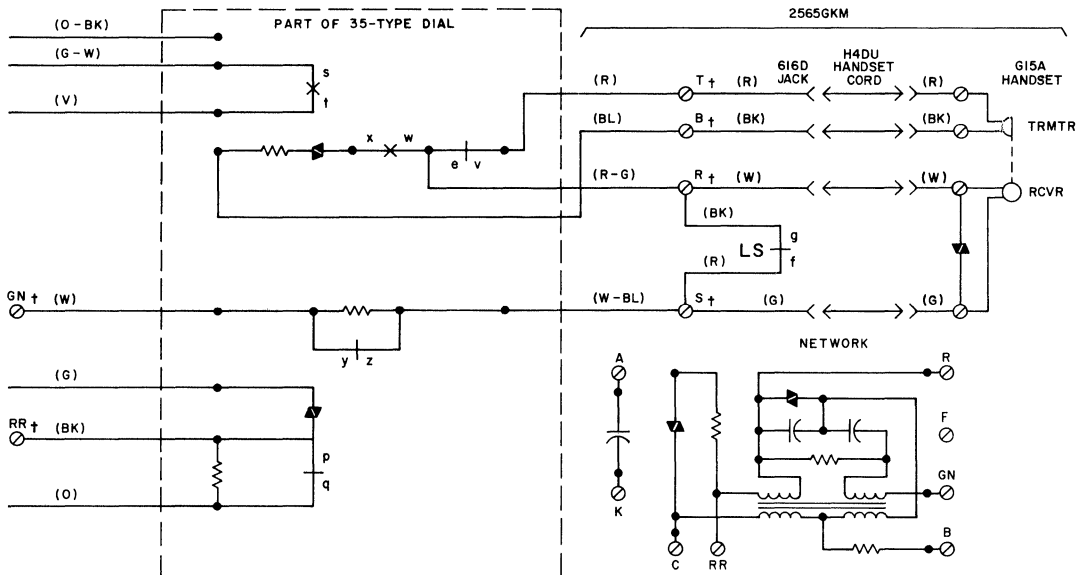 PART OF 35-TYPE DIAL
2565GKM
(O-BK)
(G-W)
s
t
(V)
616D
JACK
H4DU
HANDSET
CORD
G15A
HANDSET
(R)
T †
(R)
(R)
TRMTR
(BL)
B †
(BK)
(BK)
x
w
e
v
(R-G)
R †
(W)
(W)
RCVR
(BK)
LS
g
f
(R)
GN †
(W)
(W-BL)
S †
(G)
(G)
y
z
NETWORK
(G)
A
R
RR †
(BK)
F
p
q
GN
(O)
K
B
C
RR